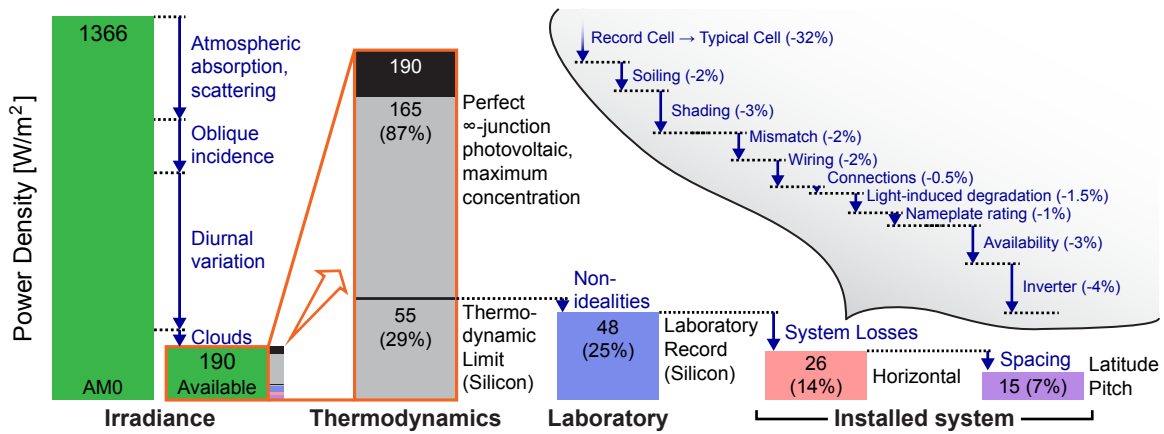 Power Density [W/m²]
1366
AM0
Atmospheric
absorption,
scattering
Oblique
incidence
Diurnal
variation
Clouds
190
Available
Irradiance
190
165
(87%)
Perfect
∞-junction
photovoltaic,
maximum
concentration
55
(29%)
Thermo-
dynamic
Limit
(Silicon)
Thermodynamics
Non-
idealities
48
(25%)
Laboratory
Record
(Silicon)
Laboratory
Record Cell → Typical Cell (-32%)
Soiling (-2%)
Shading (-3%)
Mismatch (-2%)
Wiring (-2%)
Connections (-0.5%)
Light-induced degradation (-1.5%)
Nameplate rating (-1%)
Availability (-3%)
Inverter (-4%)
System Losses
26
(14%)
Horizontal
Spacing
15 (7%)
Latitude
Pitch
Installed system